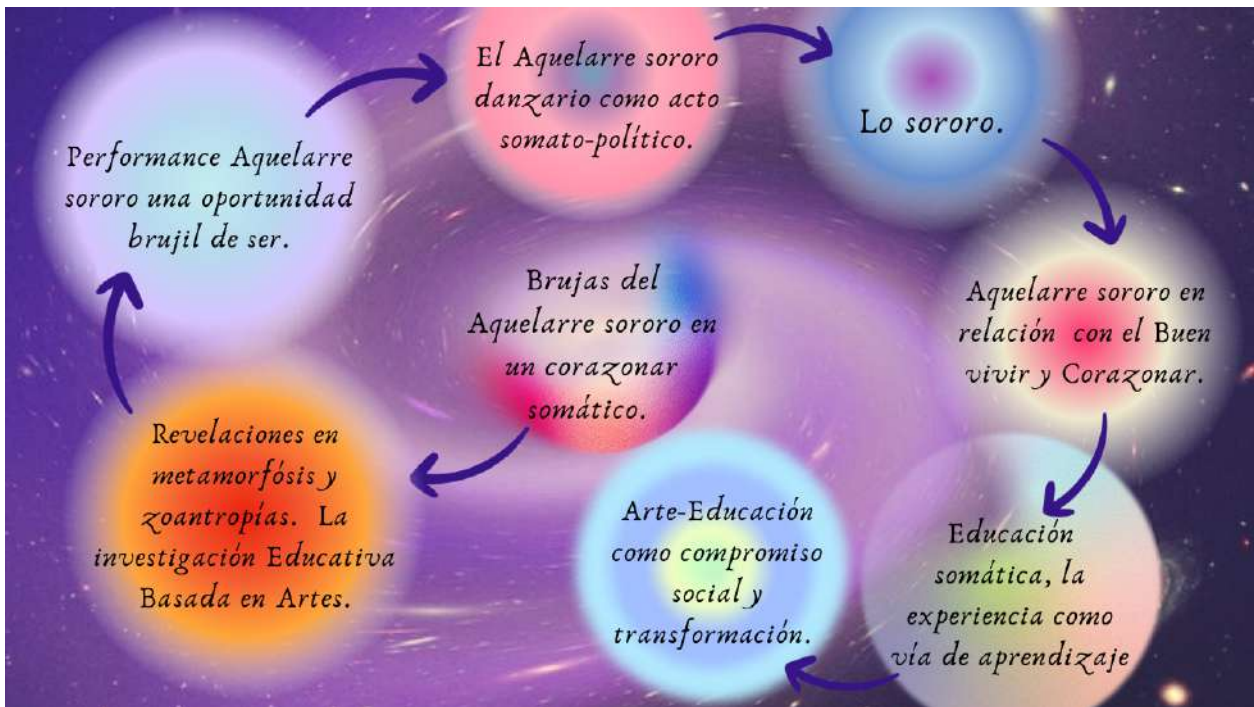 Brujas del
Aquelarre sororo en
un corazonar
somático.
Revelaciones en
metamorfósis y
zoantropías. La
investigación Educativa
Basada en Artes.
Performance Aquelarre
sororo una oportunidad
brujil de ser.
El Aquelarre sororo
danzario como acto
somato-político.
Lo sororo.
Aquelarre sororo en
relación con el Buen
vivir y Corazonar.
Educación
somática, la
experiencia como
vía de aprendizaje
Arte-Educación
como compromiso
social y
transformación.